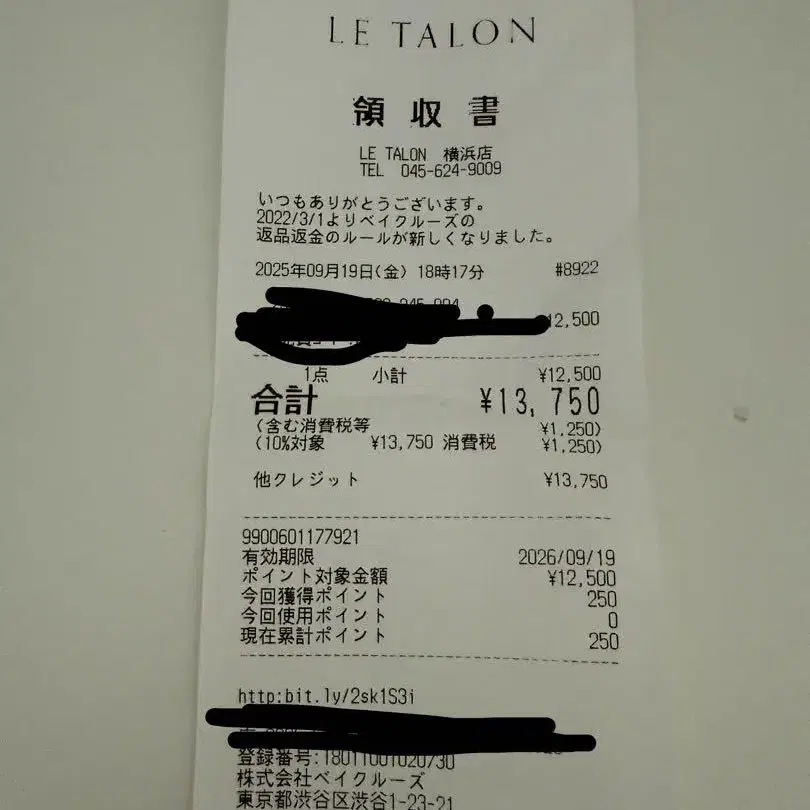 LE TALON
領収書
LE TALON 横浜店
TEL 045-624-9009
いつもありがとうございます。
2022/3/1よりベイクルーズの
返品返金のルールが新しくなりました。
2025年09月19日(金) 18時17分 #8922
12,500
1点 小計 ¥12,500
合計 ¥13,750
(含む消費税等 ¥1,250)
(10%対象 ¥13,750 消費税 ¥1,250)
他クレジット ¥13,750
9900601177921
有効期限 2026/09/19
ポイント対象金額 ¥12,500
今回獲得ポイント 250
今回使用ポイント 0
現在累計ポイント 250
http:bit.ly/2sk1S3i
登録番号:
株式会社ベイクルーズ
東京都渋谷区渋谷1-23-21